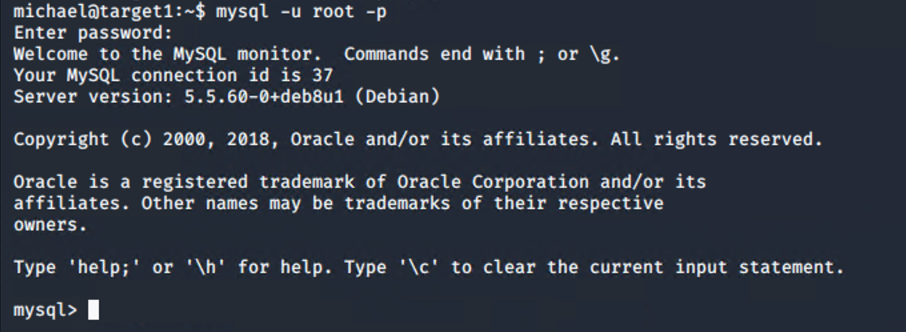 michael@target1:~$ mysql -u root -p
Enter password:
Welcome to the MySQL monitor.  Commands end with ; or \g.
Your MySQL connection id is 37
Server version: 5.5.60-0+deb8u1 (Debian)
Copyright (c) 2000, 2018, Oracle and/or its affiliates. All rights reserved.
Oracle is a registered trademark of Oracle Corporation and/or its
affiliates. Other names may be trademarks of their respective
owners.
Type 'help;' or '\h' for help. Type '\c' to clear the current input statement.
mysql>